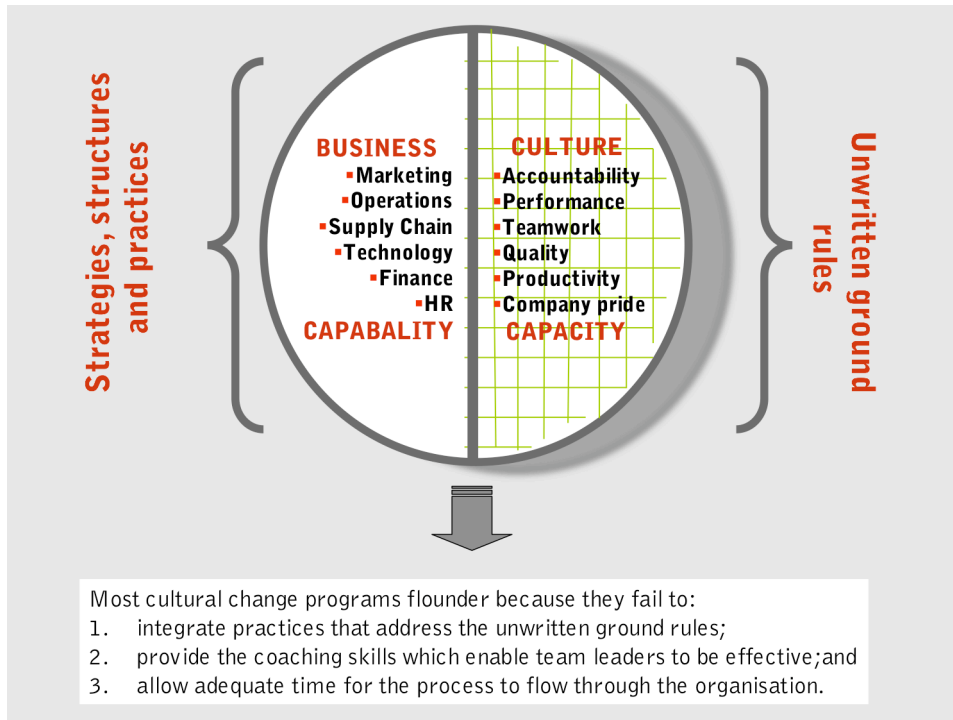 Strategies, structures
and practices
BUSINESS
▪Marketing
▪Operations
▪Supply Chain
▪Technology
▪Finance
▪HR
CAPABALITY
CULTURE
▪Accountability
▪Performance
▪Teamwork
▪Quality
▪Productivity
▪Company pride
CAPACITY
Unwritten ground
rules
Most cultural change programs flounder because they fail to:
1. integrate practices that address the unwritten ground rules;
2. provide the coaching skills which enable team leaders to be effective;and
3. allow adequate time for the process to flow through the organisation.